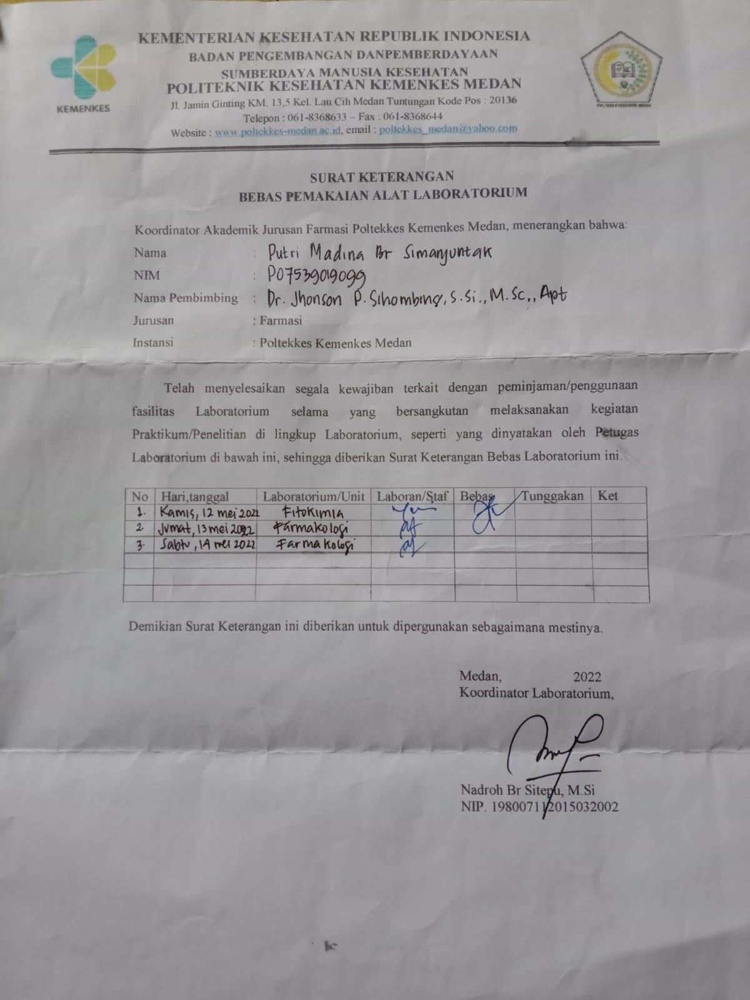 KEMENTERIAN KESEHATAN REPUBLIK INDONESIA
BADAN PENGEMBANGAN DANPEMBERDAYAAN
SUMBERDAYA MANUSIA KESEHATAN
POLITEKNIK KESEHATAN KEMENKES MEDAN
Jl. Jamin Ginting KM. 13,5 Kel. Lau Cih Medan Tuntungan Kode Pos : 20136
Telepon : 061-8368633 – Fax : 061-8368644
Website : www.poltekkes-medan.ac.id, email : poltekkes_medan@yahoo.com
KEMENKES
SURAT KETERANGAN
BEBAS PEMAKAIAN ALAT LABORATORIUM
Koordinator Akademik Jurusan Farmasi Poltekkes Kemenkes Medan, menerangkan bahwa:
Nama : Putri Madina Br Simanjuntak
NIM : P07539019099
Nama Pembimbing : Dr. Jhonson P. Sihombing, S.Si., M.Sc., Apt
Jurusan : Farmasi
Instansi : Poltekkes Kemenkes Medan
Telah menyelesaikan segala kewajiban terkait dengan peminjaman/penggunaan
fasilitas Laboratorium selama yang bersangkutan melaksanakan kegiatan
Praktikum/Penelitian di lingkup Laboratorium, seperti yang dinyatakan oleh Petugas
Laboratorium di bawah ini, sehingga diberikan Surat Keterangan Bebas Laboratorium ini.
No Hari,tanggal Laboratorium/Unit Laboran/Staf Bebas Tunggakan Ket
1. Kamis, 12 mei 2022 Fitokimia
2 Jumat, 13 mei 2022 Farmakologi
3. Sabtu, 14 mei 2022 Farmakologi
Demikian Surat Keterangan ini diberikan untuk dipergunakan sebagaimana mestinya.
Medan, 2022
Koordinator Laboratorium,
Nadroh Br Sitepu, M.Si
NIP. 198007112015032002